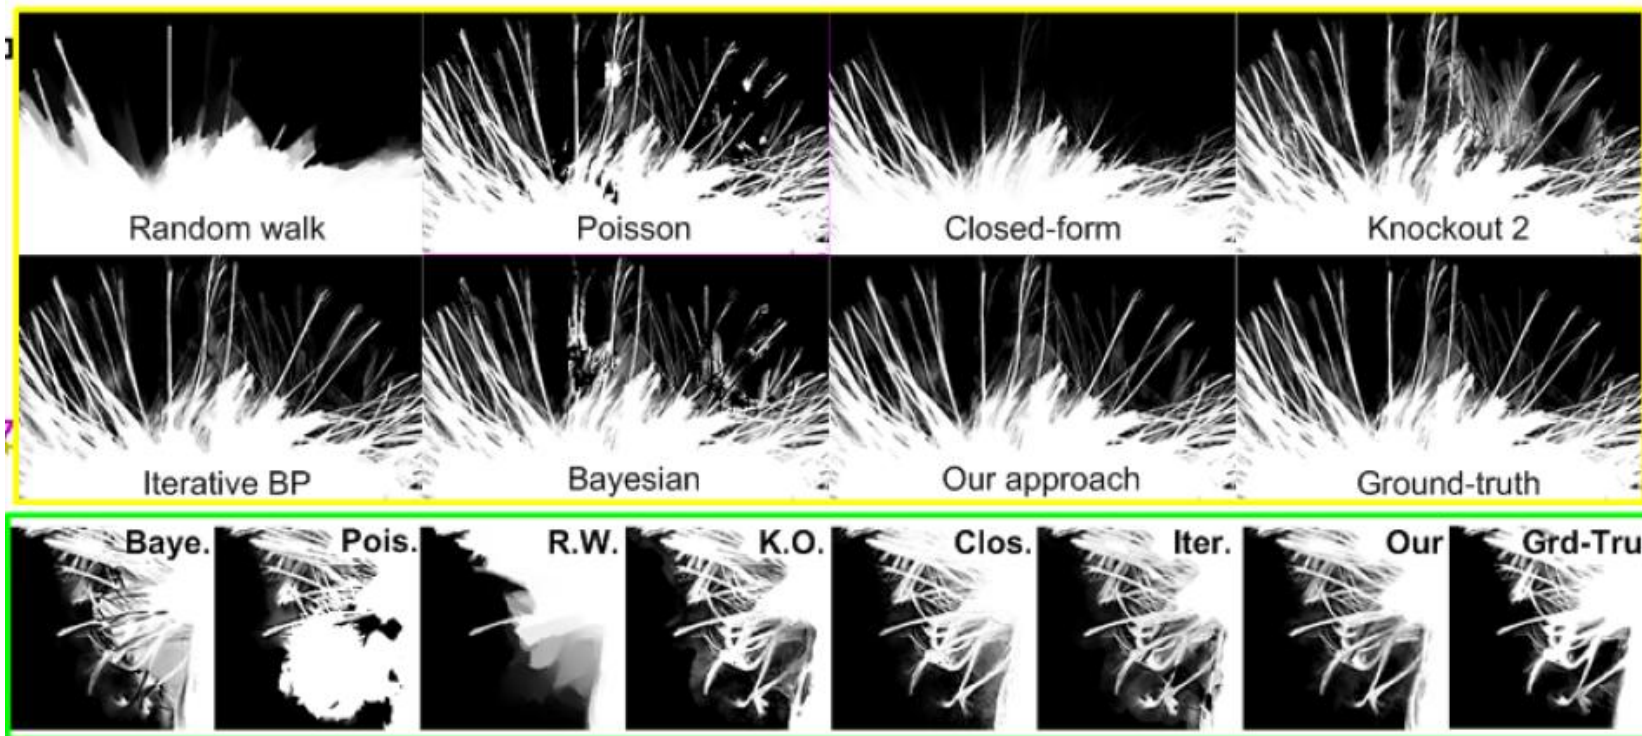 Random walk
Poisson
Closed-form
Knockout 2
Iterative BP
Bayesian
Our approach
Ground-truth
Baye.
Pois.
R.W.
K.O.
Clos.
Iter.
Our
Grd-Tru